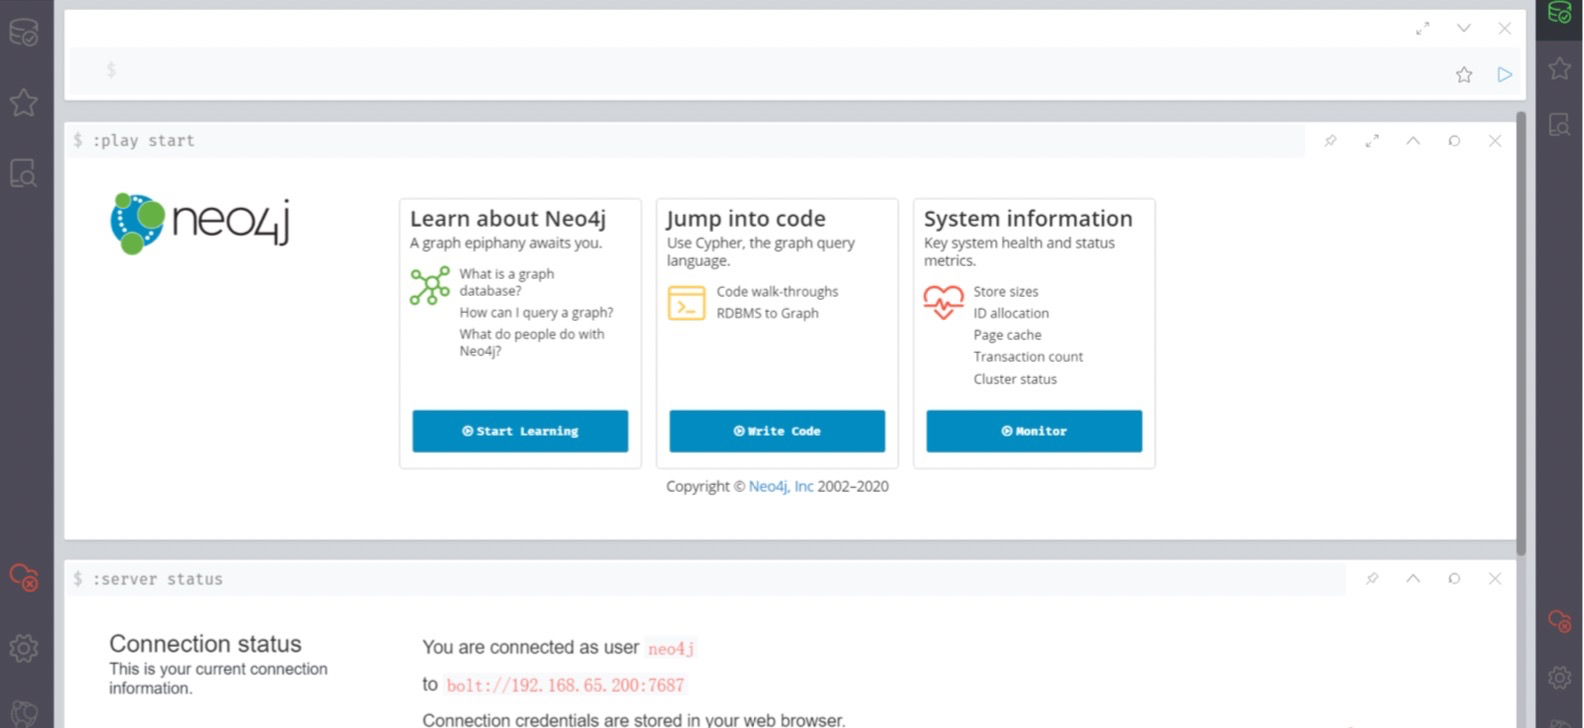 $
$ :play start
neo4j
Learn about Neo4j
A graph epiphany awaits you.
What is a graph
database?
How can I query a graph?
What do people do with
Neo4j?
Start Learning
Jump into code
Use Cypher, the graph query
language.
Code walk-throughs
RDBMS to Graph
Write Code
System information
Key system health and status
metrics.
Store sizes
ID allocation
Page cache
Transaction count
Cluster status
Monitor
Copyright © Neo4j, Inc 2002–2020
$ :server status
Connection status
This is your current connection
information.
You are connected as user neo4j
to bolt://192.168.65.200:7687
Connection credentials are stored in your web browser.